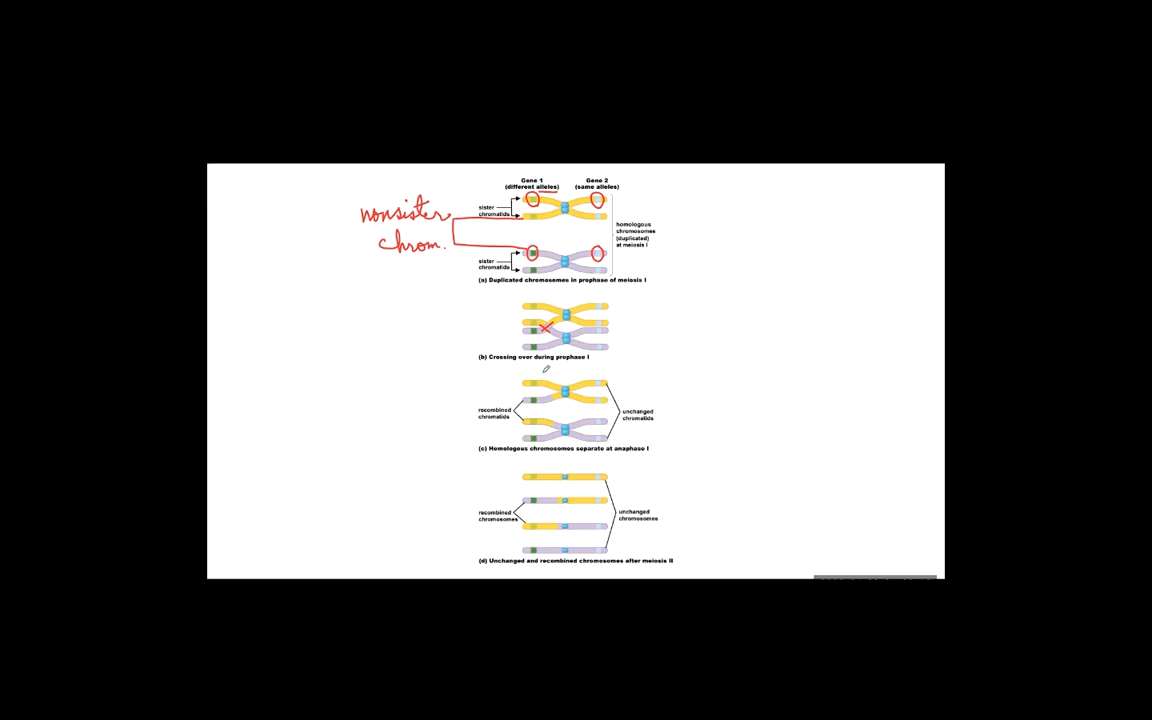 Gene 1
(different alleles)
Gene 2
(same alleles)
nonsister
chrom.
sister
chromatids
homologous
chromosomes
(duplicated)
at meiosis I
sister
chromatids
(a) Duplicated chromosomes in prophase of meiosis I
(b) Crossing over during prophase I
recombined
chromatids
unchanged
chromatids
(c) Homologous chromosomes separate at anaphase I
recombined
chromosomes
unchanged
chromosomes
(d) Unchanged and recombined chromosomes after meiosis II